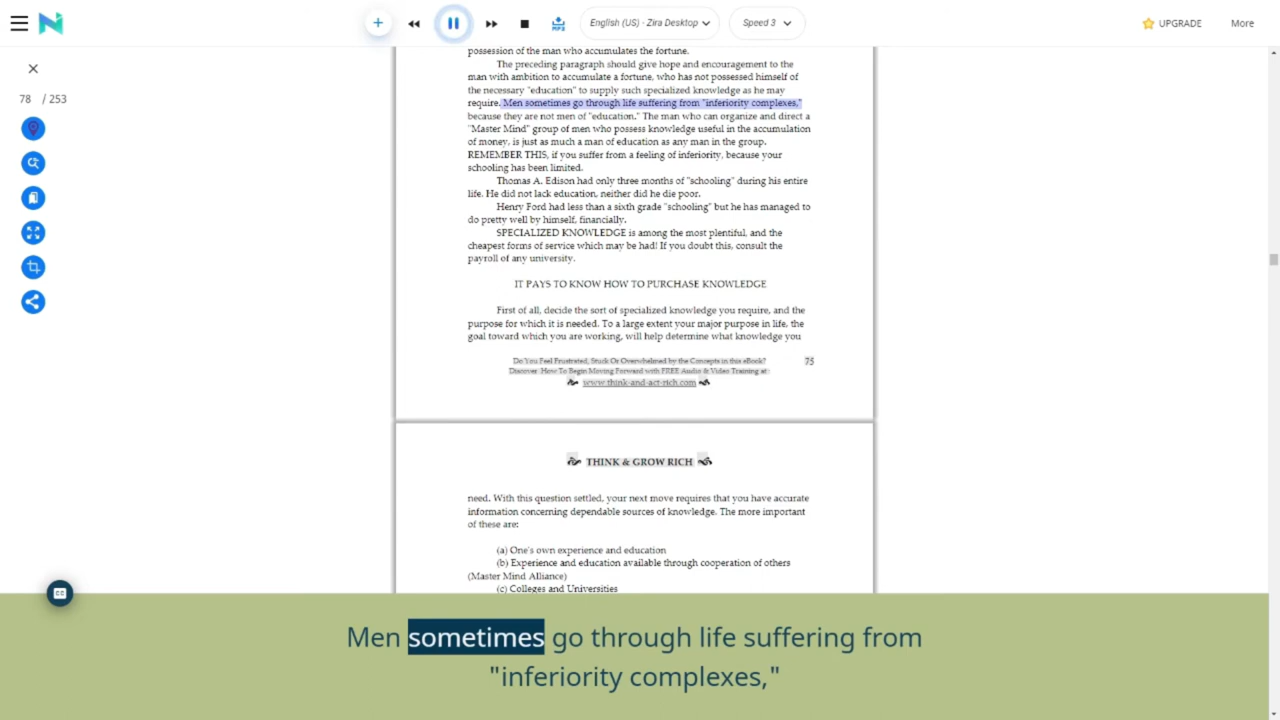 MP3
English (US) - Zira Desktop
Speed 3
UPGRADE
More
78 / 253
possession of the man who accumulates the fortune.
The preceding paragraph should give hope and encouragement to the
man with ambition to accumulate a fortune, who has not possessed himself of
the necessary "education" to supply such specialized knowledge as he may
require. Men sometimes go through life suffering from "inferiority complexes,"
because they are not men of "education." The man who can organize and direct a
"Master Mind" group of men who possess knowledge useful in the accumulation
of money, is just as much a man of education as any man in the group.
REMEMBER THIS, if you suffer from a feeling of inferiority, because your
schooling has been limited.
Thomas A. Edison had only three months of "schooling" during his entire
life. He did not lack education, neither did he die poor.
Henry Ford had less than a sixth grade "schooling" but he has managed to
do pretty well by himself, financially.
SPECIALIZED KNOWLEDGE is among the most plentiful, and the
cheapest forms of service which may be had! If you doubt this, consult the
payroll of any university.
IT PAYS TO KNOW HOW TO PURCHASE KNOWLEDGE
First of all, decide the sort of specialized knowledge you require, and the
purpose for which it is needed. To a large extent your major purpose in life, the
goal toward which you are working, will help determine what knowledge you
Do You Feel Frustrated, Stuck Or Overwhelmed by the Concepts in this eBook?
75
Discover How To Begin Moving Forward with FREE Audio & Video Training at
www.think-and-act-rich.com
THINK & GROW RICH
need. With this question settled, your next move requires that you have accurate
information concerning dependable sources of knowledge. The more important
of these are:
(a) One's own experience and education
(b) Experience and education available through cooperation of others
(Master Mind Alliance)
(c) Colleges and Universities
CC
Men sometimes go through life suffering from
"inferiority complexes,"